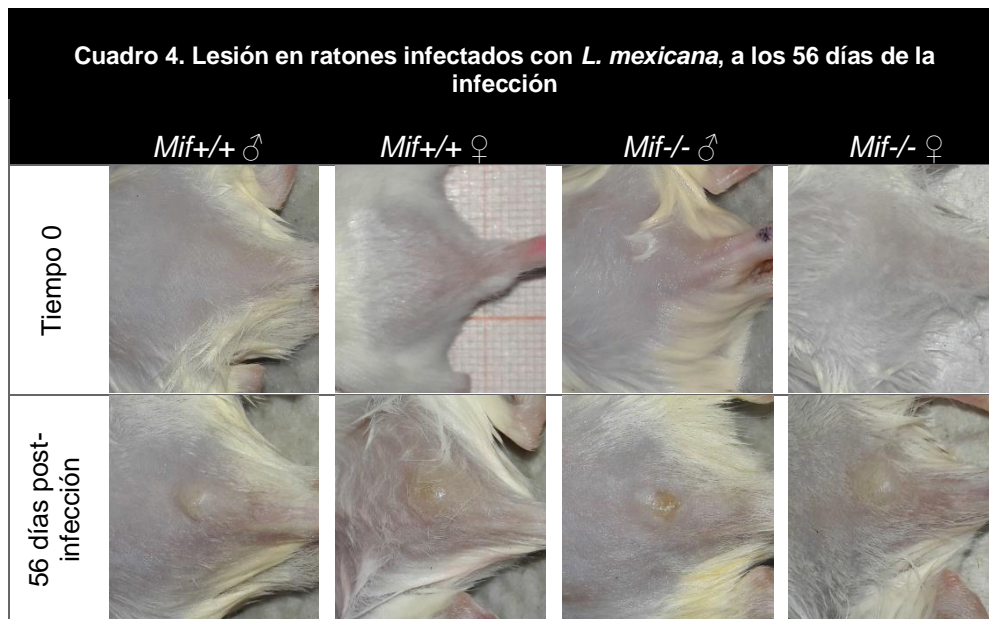 Cuadro 4. Lesión en ratones infectados con L. mexicana, a los 56 días de la
infección
Mif+/+ ♂ Mif+/+ ♀ Mif-/- ♂ Mif-/- ♀
Tiempo 0
56 días post-
infección